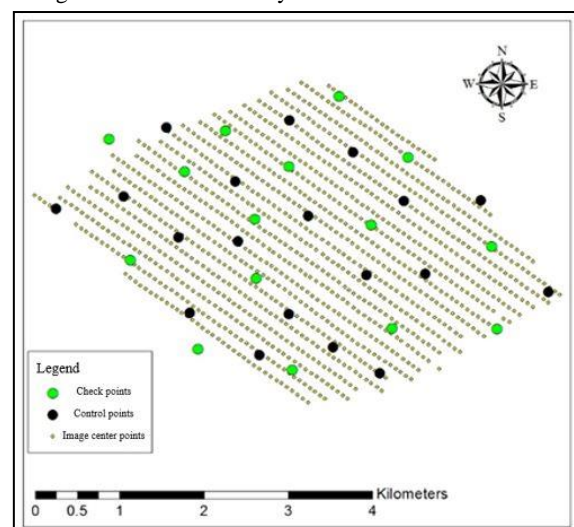 N
W E
S
Legend
Check points
Control points
Image center points
Kilometers
0 0.5 1 2 3 4